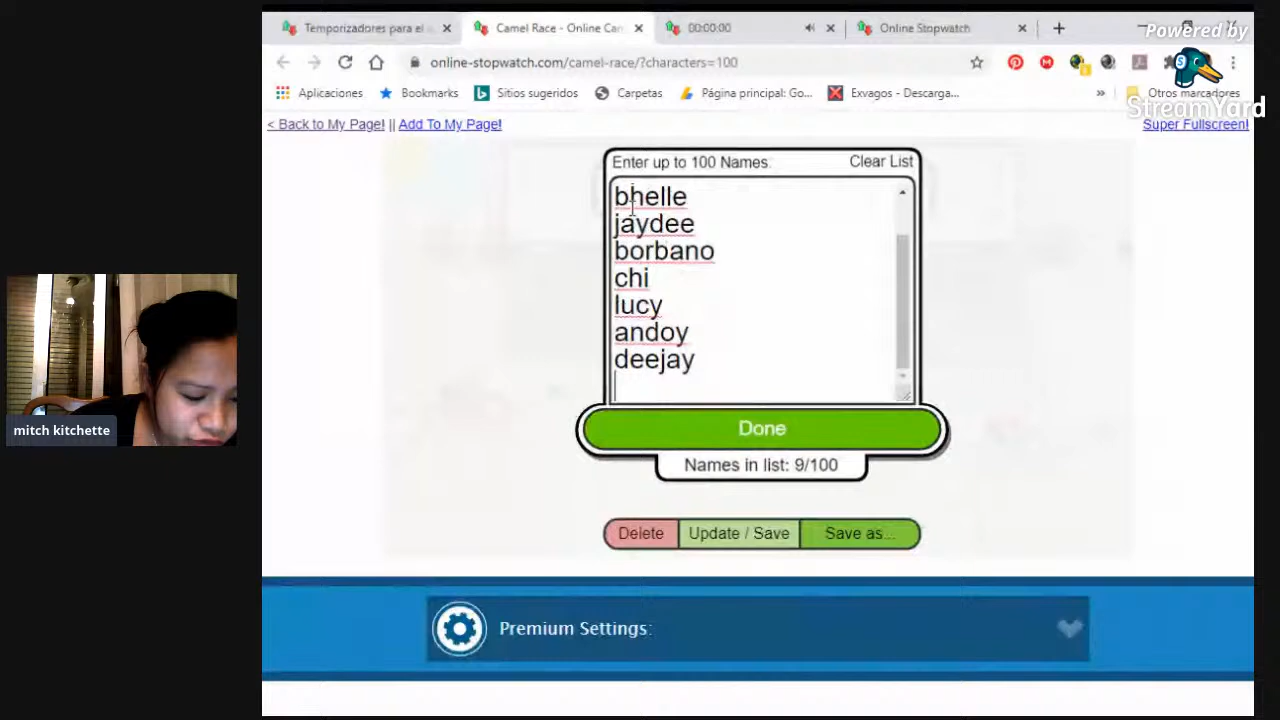 Temporizadores para el a
Camel Race - Online Can
00:00:00
Online Stopwatch
Powered by
online-stopwatch.com/camel-race/?characters=100
StreamYard
Aplicaciones
Bookmarks
Sitios sugeridos
Carpetas
Página principal: Go...
Exvagos - Descarga...
»
Otros marcadores
< Back to My Page! || Add To My Page!
Super Fullscreen!
Enter up to 100 Names:
Clear List
bhelle
jaydee
borbano
chi
lucy
andoy
deejay
Done
Names in list: 9/100
Delete
Update / Save
Save as...
mitch kitchette
Premium Settings: